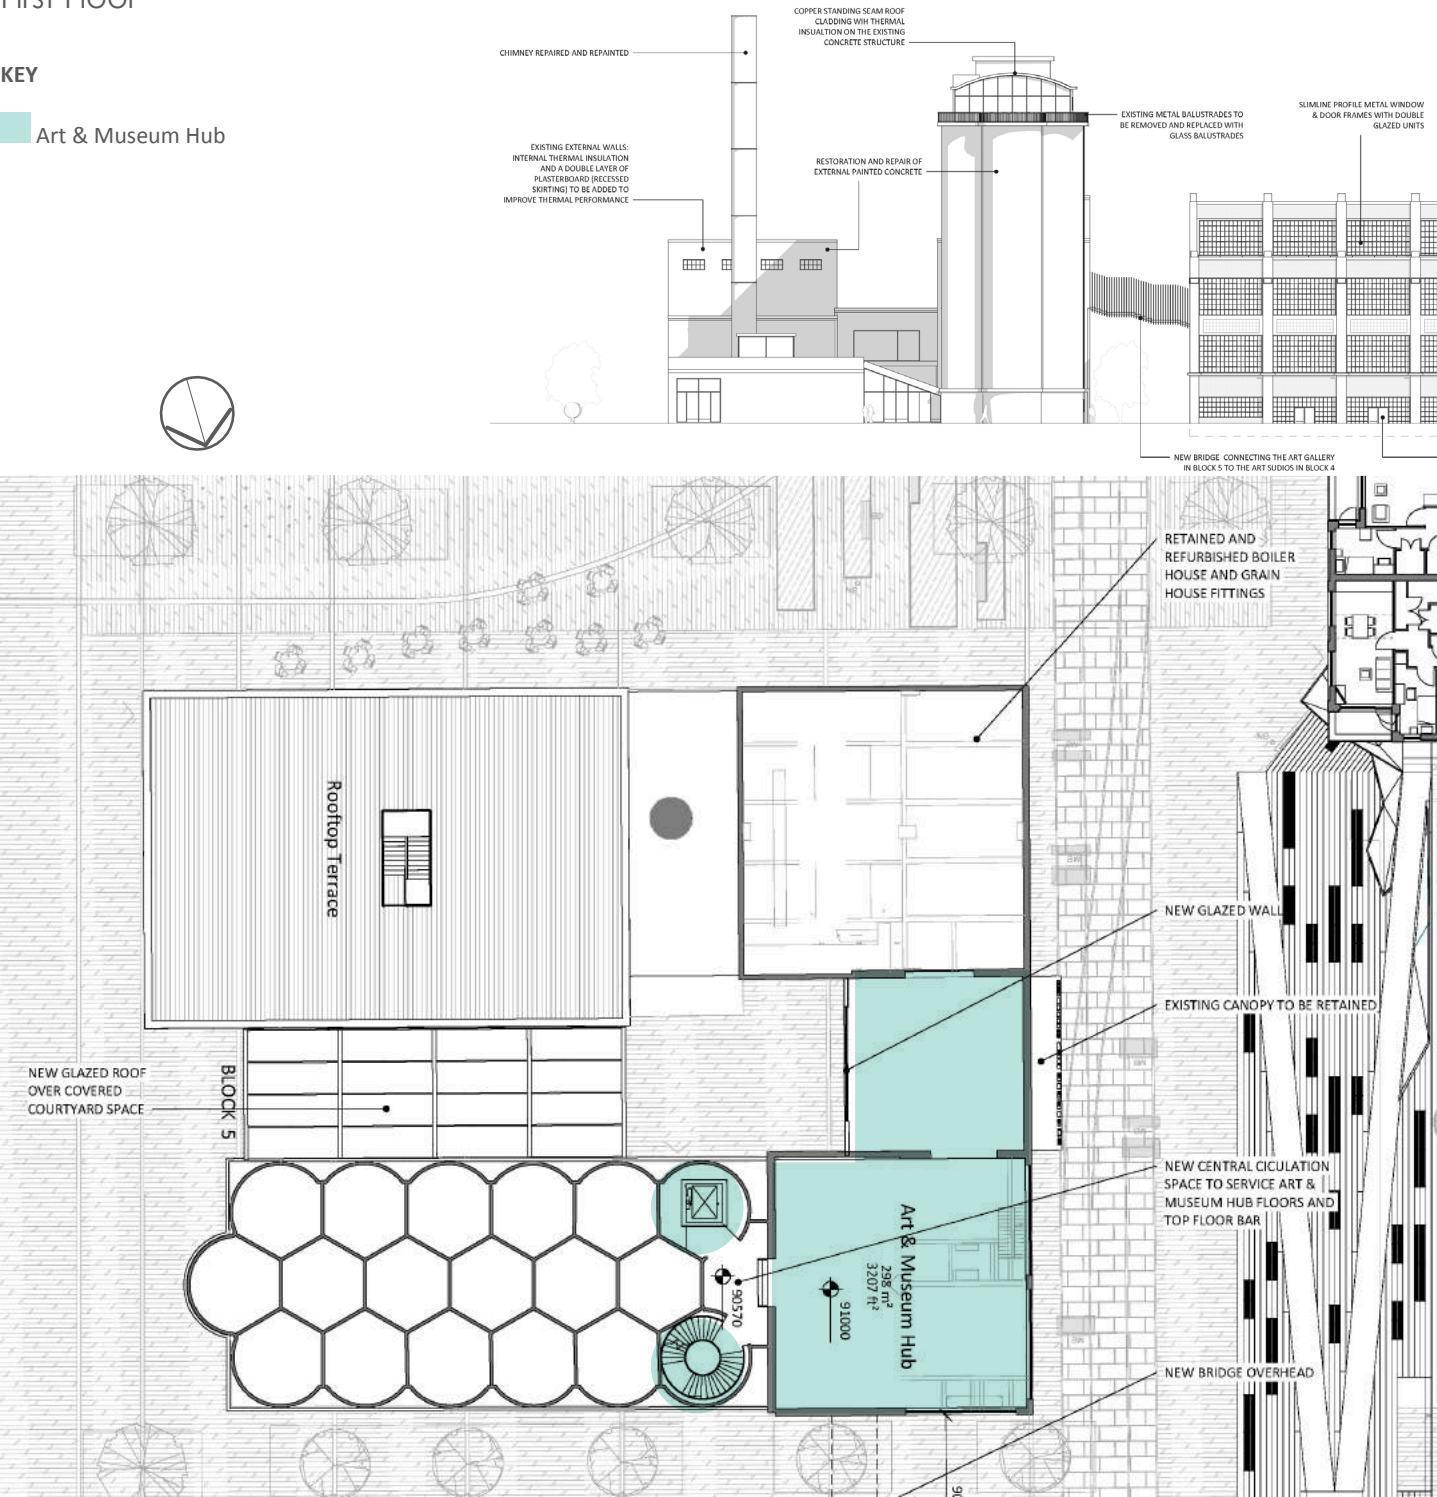 FIRST FLOOR
KEY
Art & Museum Hub
CHIMNEY REPAIRED AND REPAINTED
COPPER STANDING SEAM ROOF
CLADDING WIH THERMAL
INSUALTION ON THE EXISTING
CONCRETE STRUCTURE
EXISTING EXTERNAL WALLS:
INTERNAL THERMAL INSULATION
AND A DOUBLE LAYER OF
PLASTERBOARD (RECESSED
SKIRTING) TO BE ADDED TO
IMPROVE THERMAL PERFORMANCE
RESTORATION AND REPAIR OF
EXTERNAL PAINTED CONCRETE
EXISTING METAL BALUSTRADES TO
BE REMOVED AND REPLACED WITH
GLASS BALUSTRADES
SLIMLINE PROFILE METAL WINDOW
& DOOR FRAMES WITH DOUBLE
GLAZED UNITS
NEW BRIDGE CONNECTING THE ART GALLERY
IN BLOCK 5 TO THE ART SUDIOS IN BLOCK 4
RETAINED AND
REFURBISHED BOILER
HOUSE AND GRAIN
HOUSE FITTINGS
Rooftop Terrace
NEW GLAZED WALL
EXISTING CANOPY TO BE RETAINED
NEW GLAZED ROOF
OVER COVERED
COURTYARD SPACE
BLOCK 5
NEW CENTRAL CICULATION
SPACE TO SERVICE ART &
MUSEUM HUB FLOORS AND
TOP FLOOR BAR
Art & Museum Hub
298 m²
3207 ft²
91000
90570
NEW BRIDGE OVERHEAD